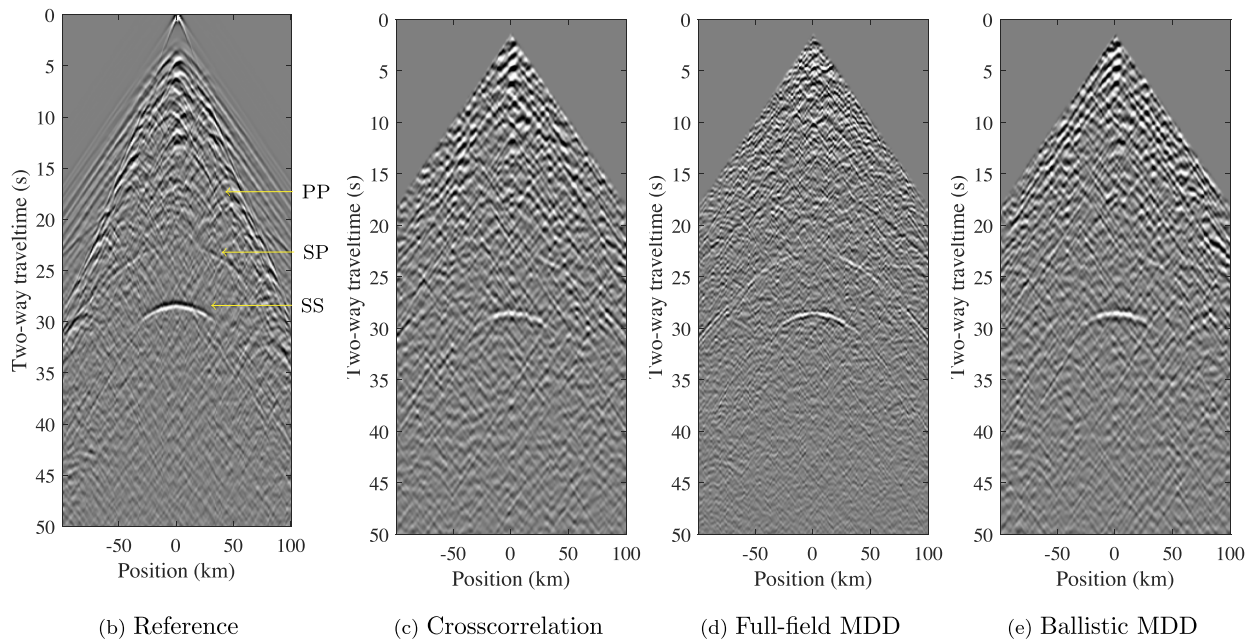 0
5
10
15
20
25
30
35
40
45
50
Two-way traveltime (s)
-50 0 50 100
Position (km)
PP
SP
SS
(b) Reference
0
5
10
15
20
25
30
35
40
45
50
Two-way traveltime (s)
-50 0 50 100
Position (km)
(c) Crosscorrelation
0
5
10
15
20
25
30
35
40
45
50
Two-way traveltime (s)
-50 0 50 100
Position (km)
(d) Full-field MDD
0
5
10
15
20
25
30
35
40
45
50
Two-way traveltime (s)
-50 0 50 100
Position (km)
(e) Ballistic MDD